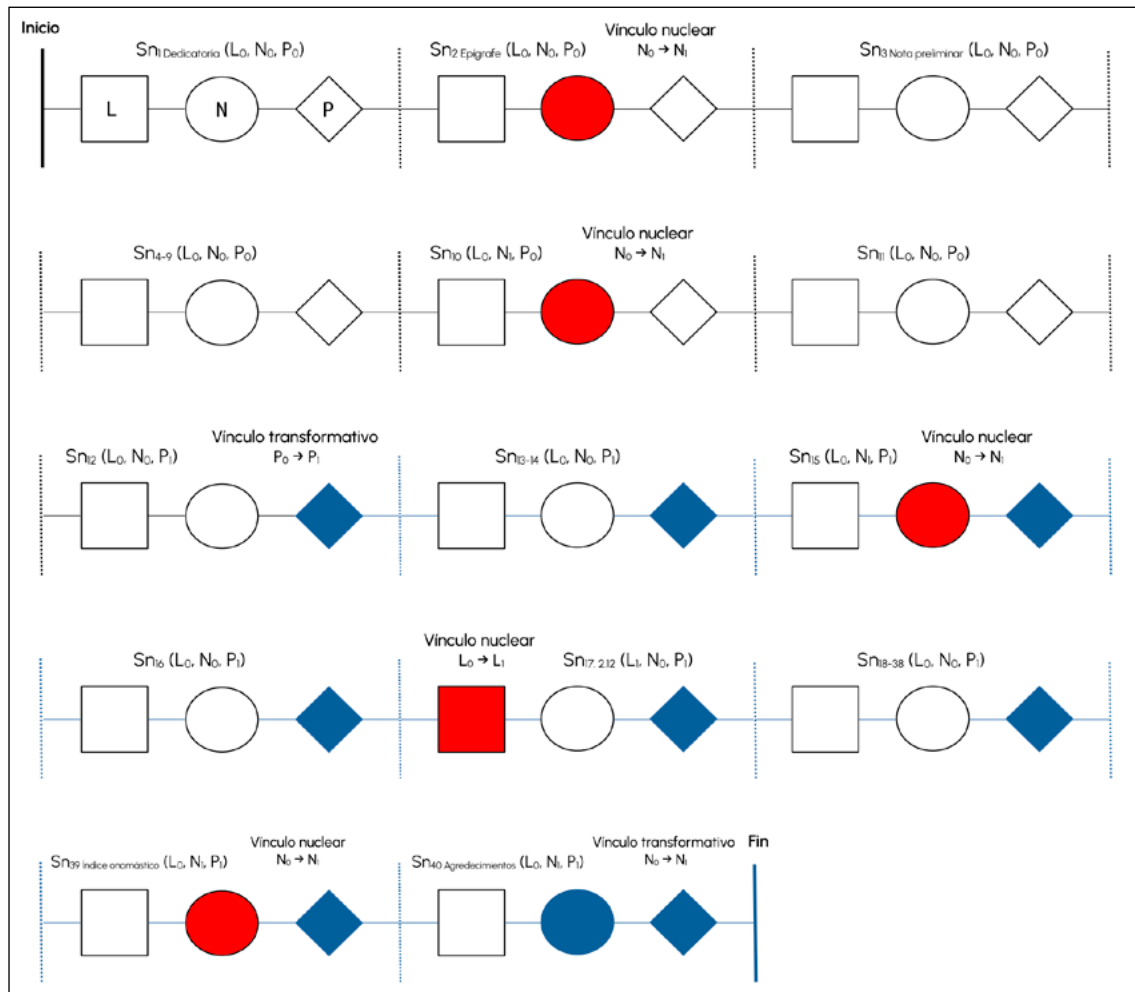 Inicio
Sn1 Dedicatoria (L0, N0, P0)
L
N
P
Sn2 Epígrafe (L0, N0, P0)
Vínculo nuclear
N0 → N1
Sn3 Nota preliminar (L0, N0, P0)
Sn4-9 (L0, N0, P0)
Sn10 (L0, N1, P0)
Vínculo nuclear
N0 → N1
Sn11 (L0, N0, P0)
Sn12 (L0, N0, P1)
Vínculo transformativo
P0 → P1
Sn13-14 (L0, N0, P1)
Sn15 (L0, N1, P1)
Vínculo nuclear
N0 → N1
Sn16 (L0, N0, P1)
Vínculo nuclear
L0 → L1
Sn17, 2.12 (L1, N0, P1)
Sn18-38 (L0, N0, P1)
Sn39 Índice onomástico (L0, N1, P1)
Vínculo nuclear
N0 → N1
Sn40 Agredecimientos (L0, N1, P1)
Vínculo transformativo
N0 → N1
Fin